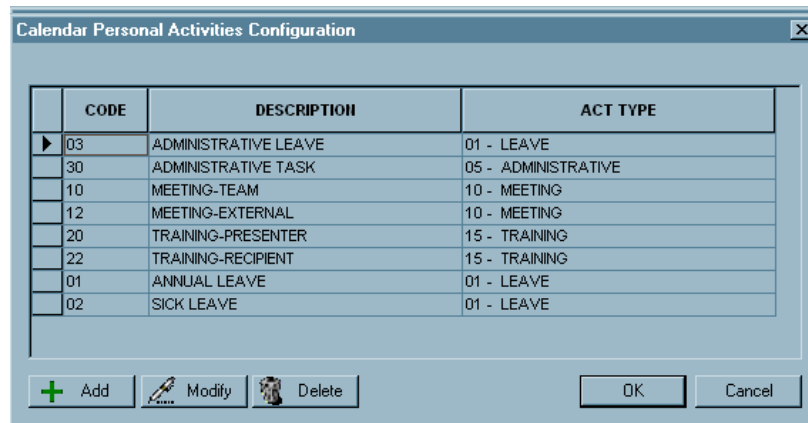 Calendar Personal Activities Configuration
CODE DESCRIPTION ACT TYPE
03 ADMINISTRATIVE LEAVE 01 - LEAVE
30 ADMINISTRATIVE TASK 05 - ADMINISTRATIVE
10 MEETING-TEAM 10 - MEETING
12 MEETING-EXTERNAL 10 - MEETING
20 TRAINING-PRESENTER 15 - TRAINING
22 TRAINING-RECIPIENT 15 - TRAINING
01 ANNUAL LEAVE 01 - LEAVE
02 SICK LEAVE 01 - LEAVE
Add Modify Delete OK Cancel